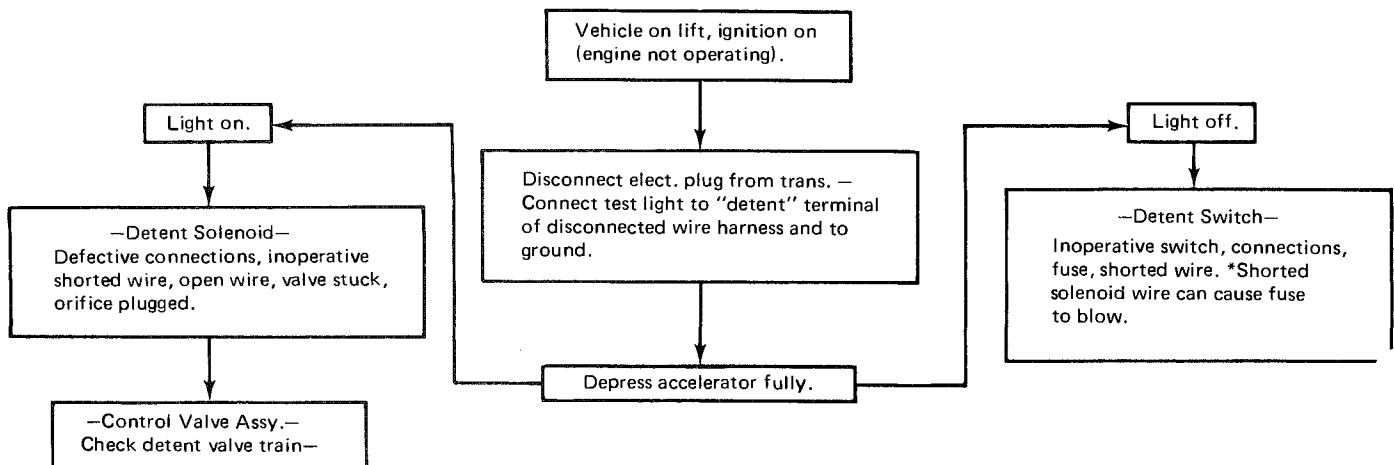 Vehicle on lift, ignition on
(engine not operating).
Light on.
Light off.
Disconnect elect. plug from trans. —
Connect test light to "detent" terminal
of disconnected wire harness and to
ground.
—Detent Solenoid—
Defective connections, inoperative
shorted wire, open wire, valve stuck,
orifice plugged.
—Detent Switch—
Inoperative switch, connections,
fuse, shorted wire. *Shorted
solenoid wire can cause fuse
to blow.
Depress accelerator fully.
—Control Valve Assy.—
Check detent valve train—